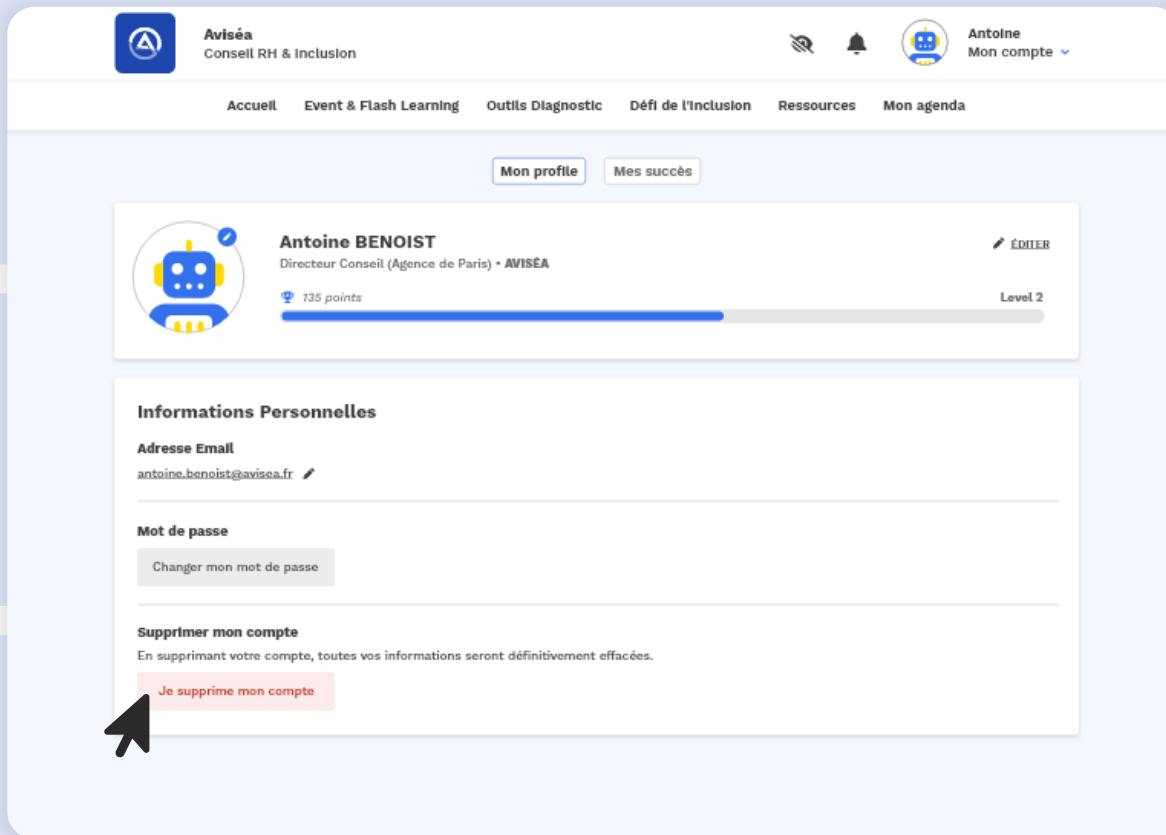 Aviséa
Conseil RH & Inclusion
Antoine
Mon compte
Accueil Event & Flash Learning Outils Diagnostic Défi de l'Inclusion Ressources Mon agenda
Mon profile Mes succès
Antoine BENOIST
ÉDITER
Directeur Conseil (Agence de Paris) • AVISÉA
135 points
Level 2
Informations Personnelles
Adresse Email
antoine.benoist@avisea.fr
Mot de passe
Changer mon mot de passe
Supprimer mon compte
En supprimant votre compte, toutes vos informations seront définitivement effacées.
Je supprime mon compte